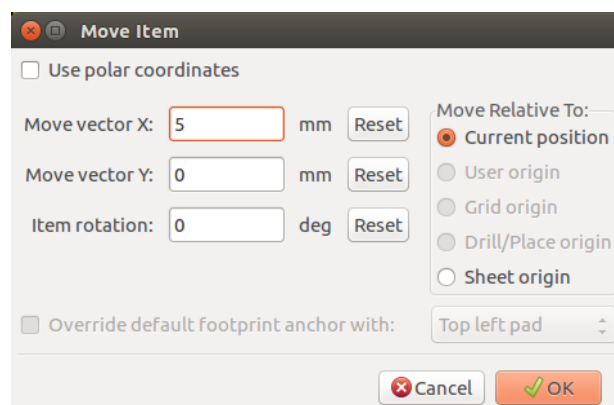 Move Item
Use polar coordinates
Move vector X: 5 mm Reset
Move vector Y: 0 mm Reset
Item rotation: 0 deg Reset
Move Relative To:
Current position
User origin
Grid origin
Drill/Place origin
Sheet origin
Override default footprint anchor with: Top left pad
Cancel OK